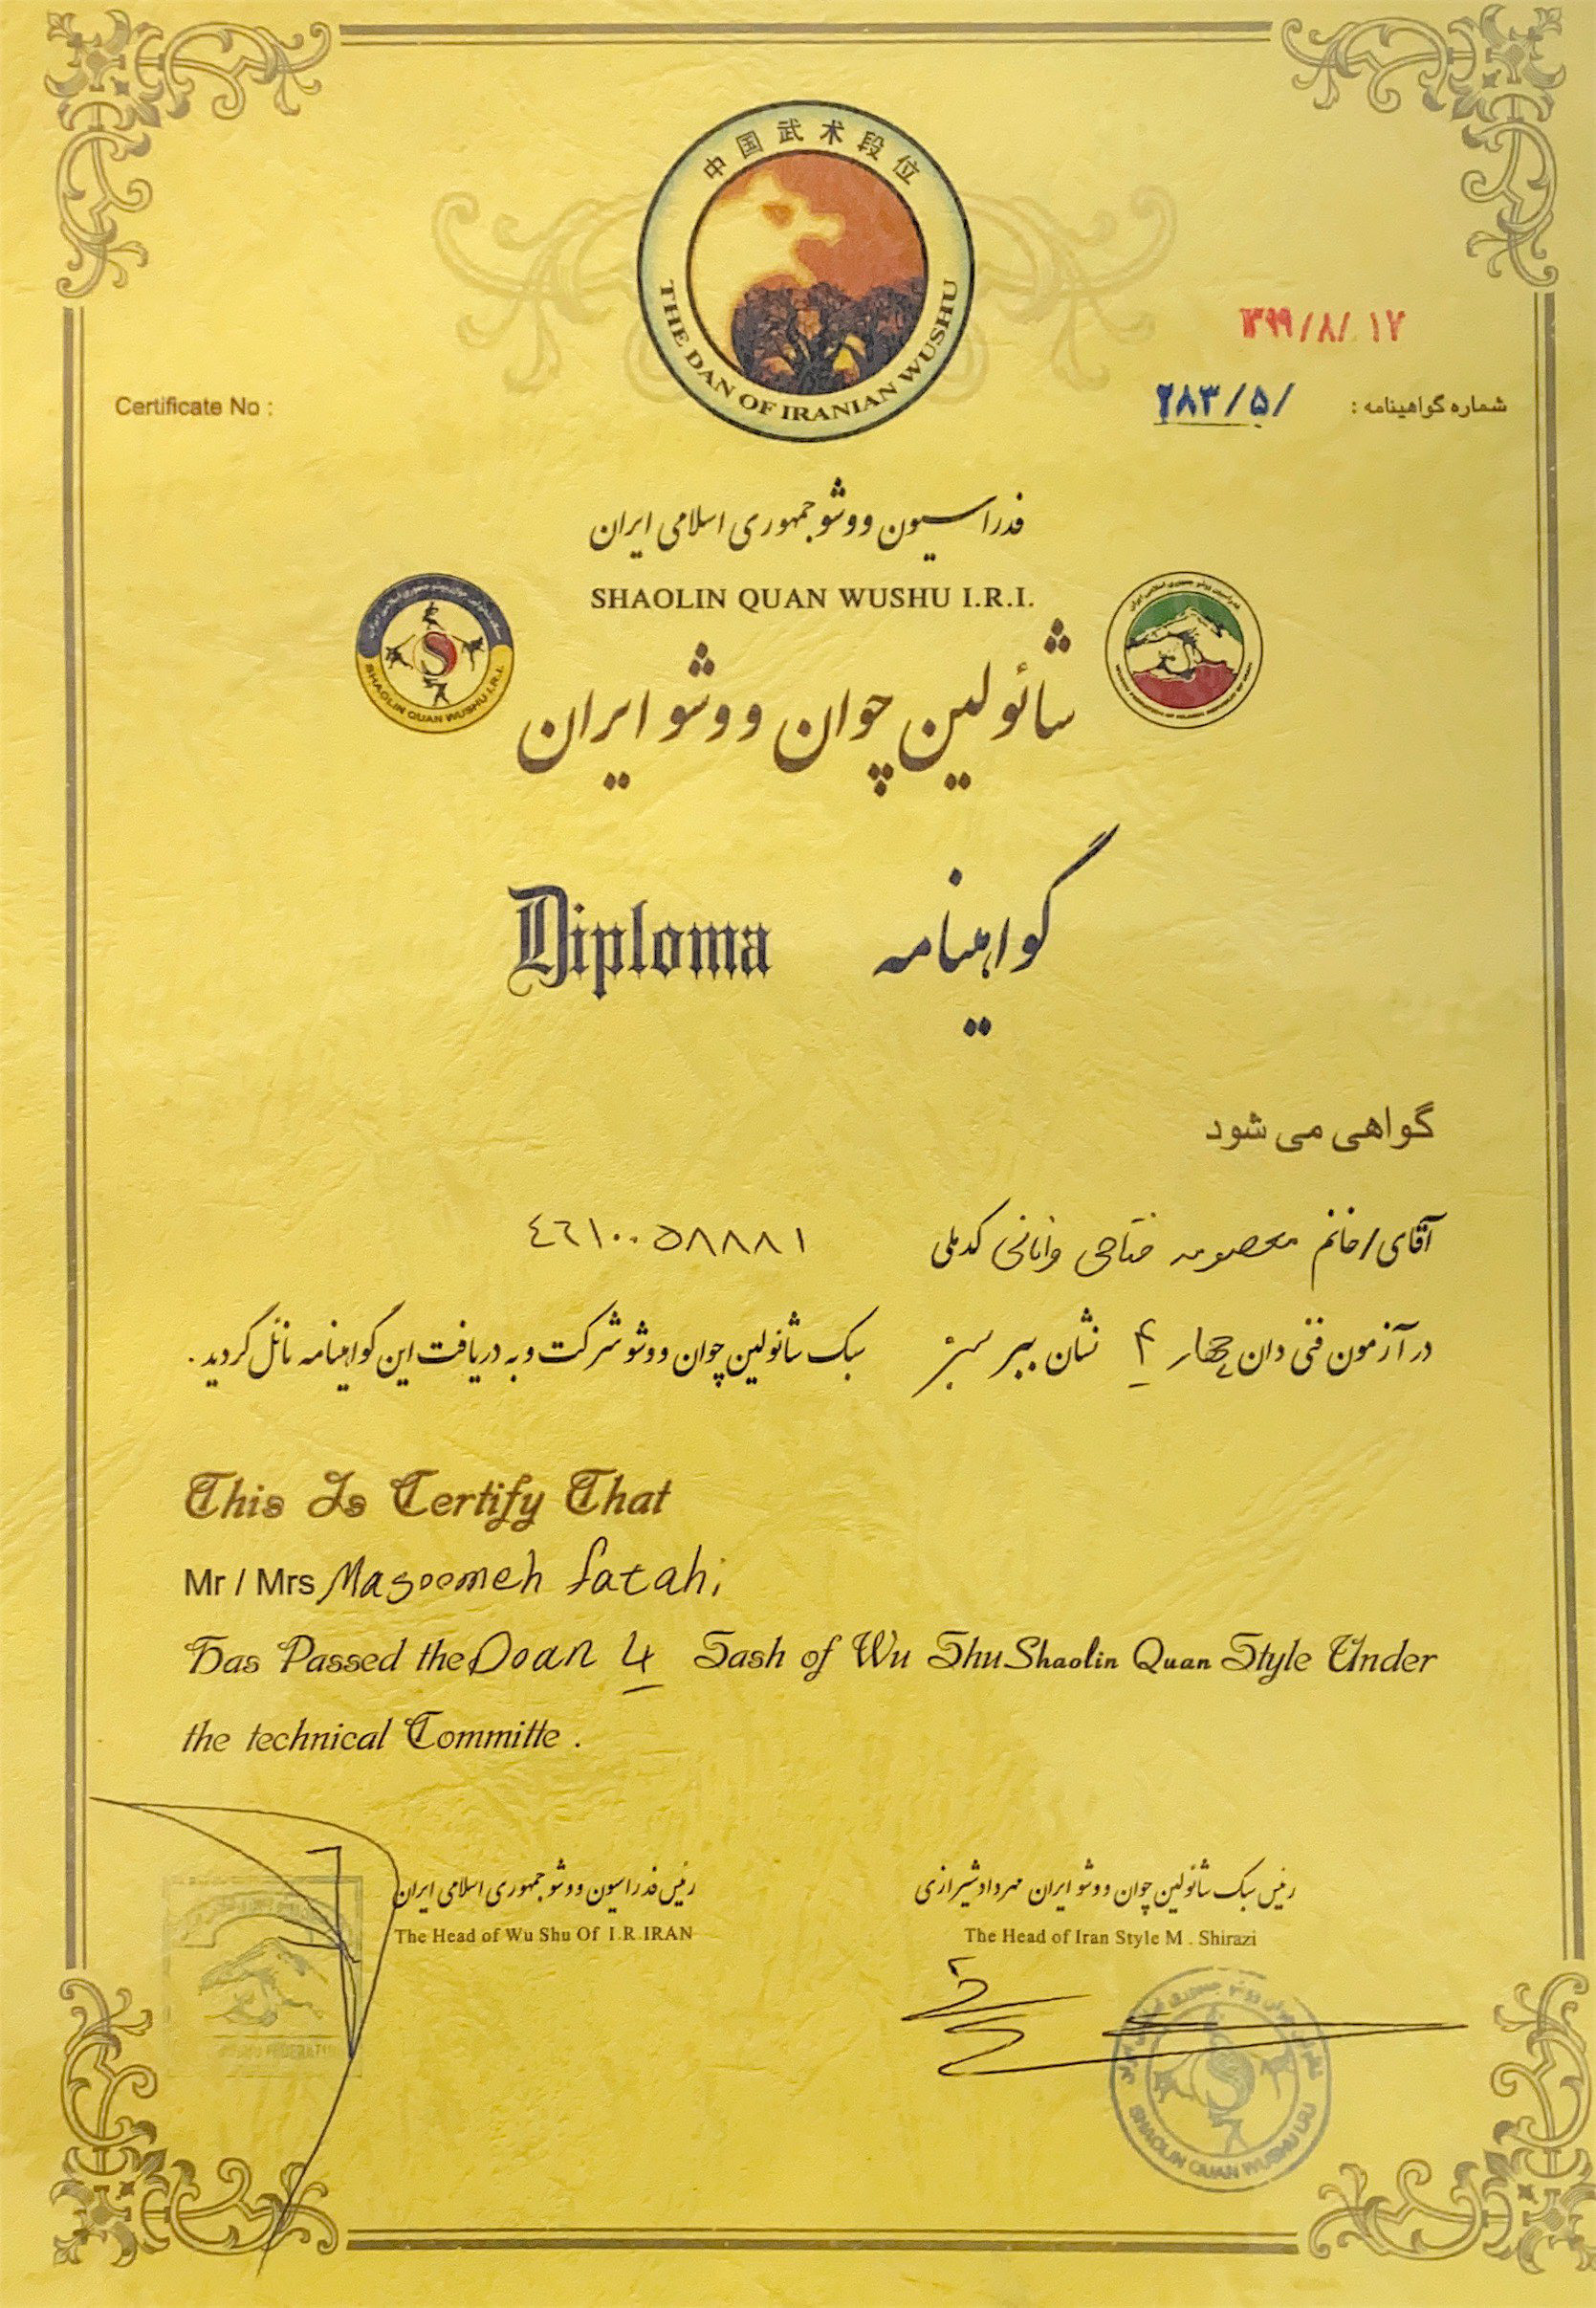 中国武术段位
THE DAN OF IRANIAN WUSHU
۱۳۹۹/۸/۱۷
Certificate No :
شماره گواهینامه : ۲۸۳/۵/
فدراسیون ووشو جمهوری اسلامی ایران
SHAOLIN QUAN WUSHU I.R.I.
SHAOLIN QUAN WUSHU I.R.I.
شائولین چوان ووشو ایران
Diploma گواهینامه
گواهی می شود
آقای/خانم معصومه فتاحی وانانی کدملی ٤٦١٠٠٥٨٨٨١
در آزمون فنی دان چهار ۴ نشان ببر سبز سبک شائولین چوان ووشو شرکت و به دریافت این گواهینامه نائل گردید .
This Is Certify That
Mr / Mrs Masoomeh fatahi
Has Passed the Doan 4 Sash of Wu Shu Shaolin Quan Style Under
the technical Committe .
رئیس سبک شائولین چوان ووشو ایران مهرداد شیرازی
The Head of Iran Style M . Shirazi
رئیس فدراسیون ووشو جمهوری اسلامی ایران
The Head of Wu Shu Of I.R.IRAN
SHAOLIN QUAN WUSHU I.R.I